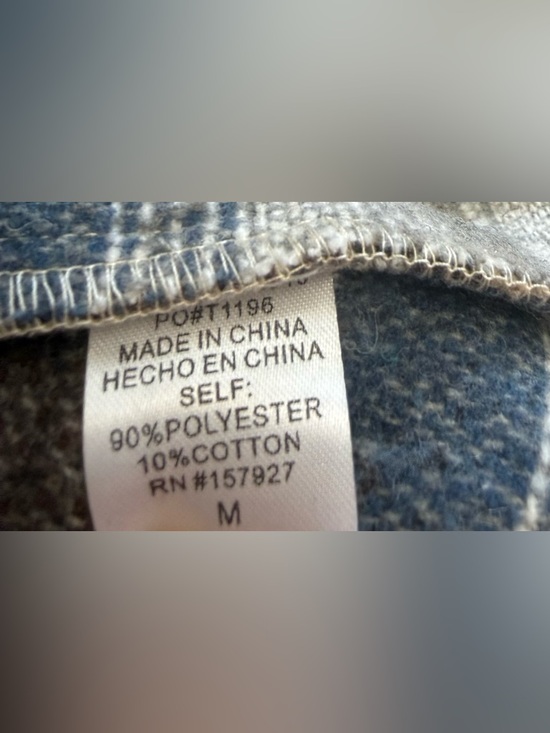 PO#T1196
MADE IN CHINA
HECHO EN CHINA
SELF:
90%POLYESTER
10%COTTON
RN #157927
M